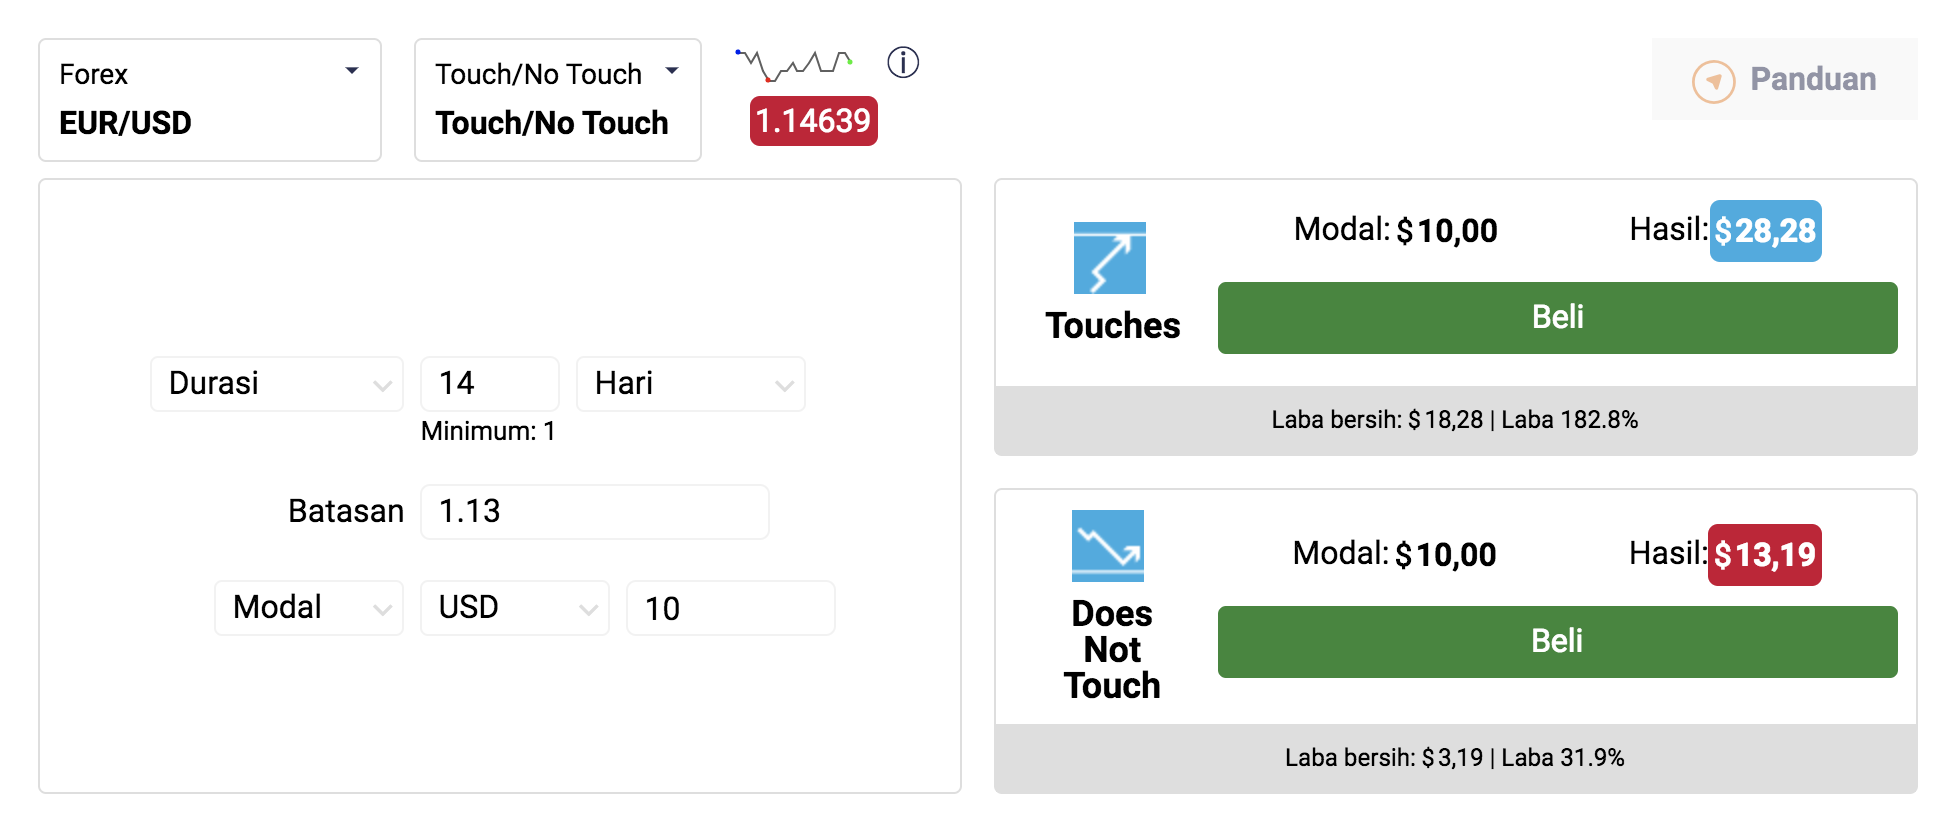 Forex
EUR/USD
Touch/No Touch
Touch/No Touch
1.14639
Panduan
Durasi
14
Hari
Minimum: 1
Batasan
1.13
Modal
USD
10
Modal: $10,00
Hasil: $28,28
Touches
Beli
Laba bersih: $18,28 | Laba 182.8%
Modal: $10,00
Hasil: $13,19
Does
Not
Touch
Beli
Laba bersih: $3,19 | Laba 31.9%